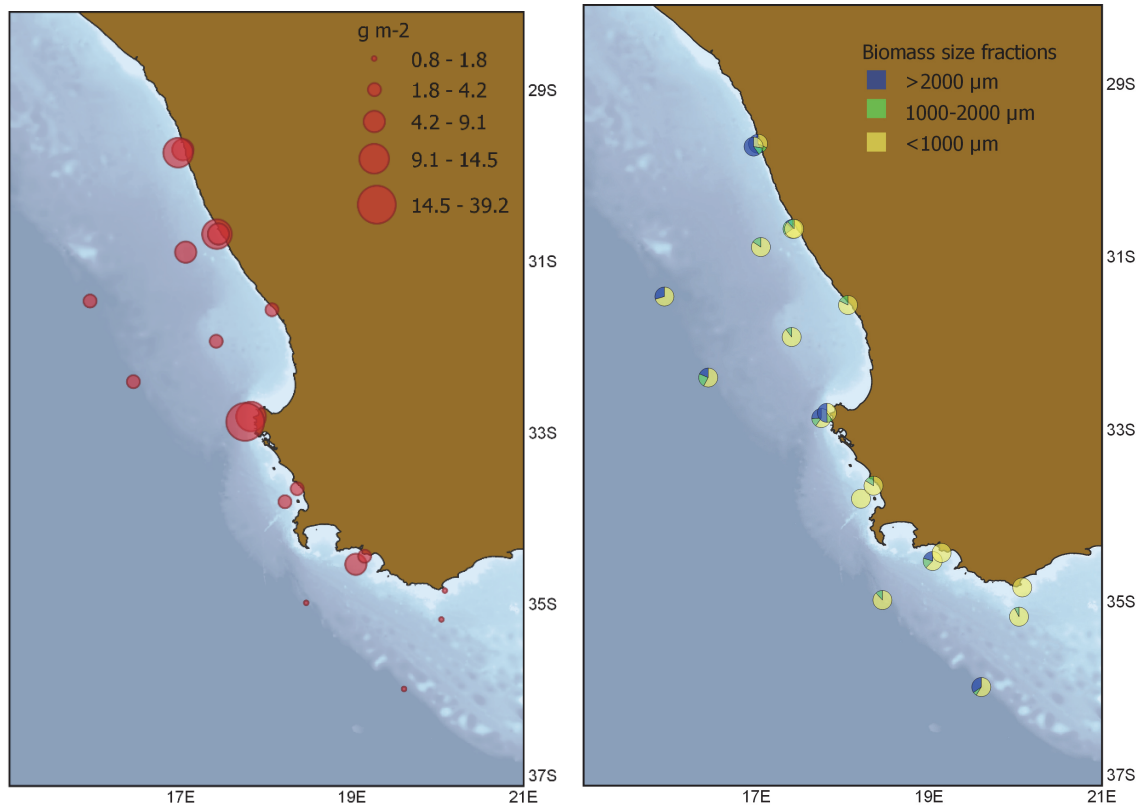 g m-2
0.8 - 1.8
1.8 - 4.2
4.2 - 9.1
9.1 - 14.5
14.5 - 39.2
29S
31S
33S
35S
37S
17E
19E
21E
Biomass size fractions
>2000 µm
1000-2000 µm
<1000 µm
29S
31S
33S
35S
37S
17E
19E
21E